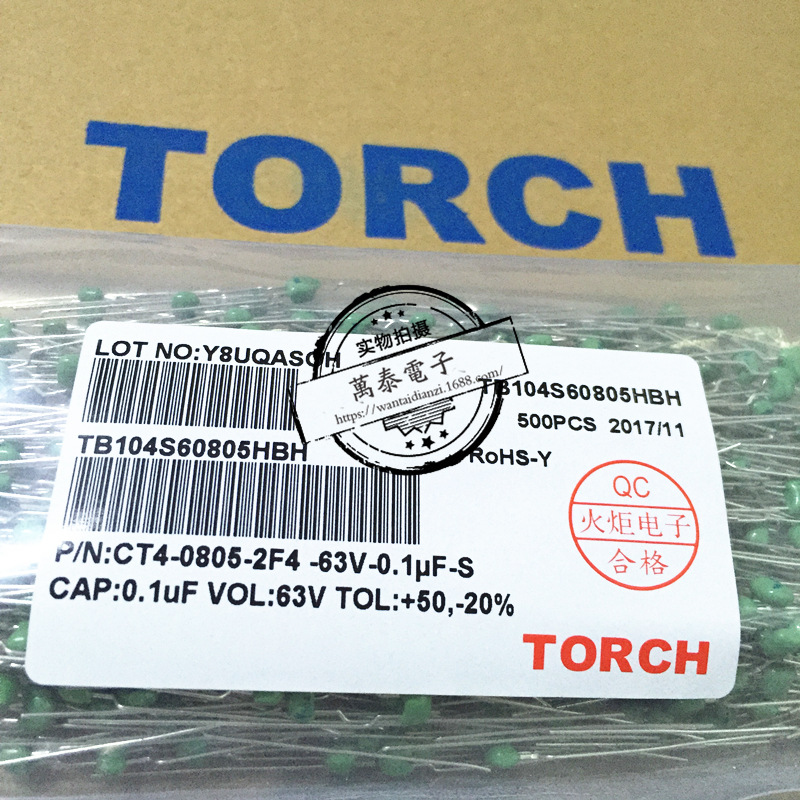 TORCH
LOT NO:Y8UQASGH
实物拍摄
萬泰電子
https://wantaidianzi.1688.com/
TB104S60805HBH
500PCS 2017/11
TB104S60805HBH
RoHS-Y
QC
火炬电子
合格
P/N:CT4-0805-2F4 -63V-0.1µF-S
CAP:0.1uF VOL:63V TOL:+50,-20%
TORCH